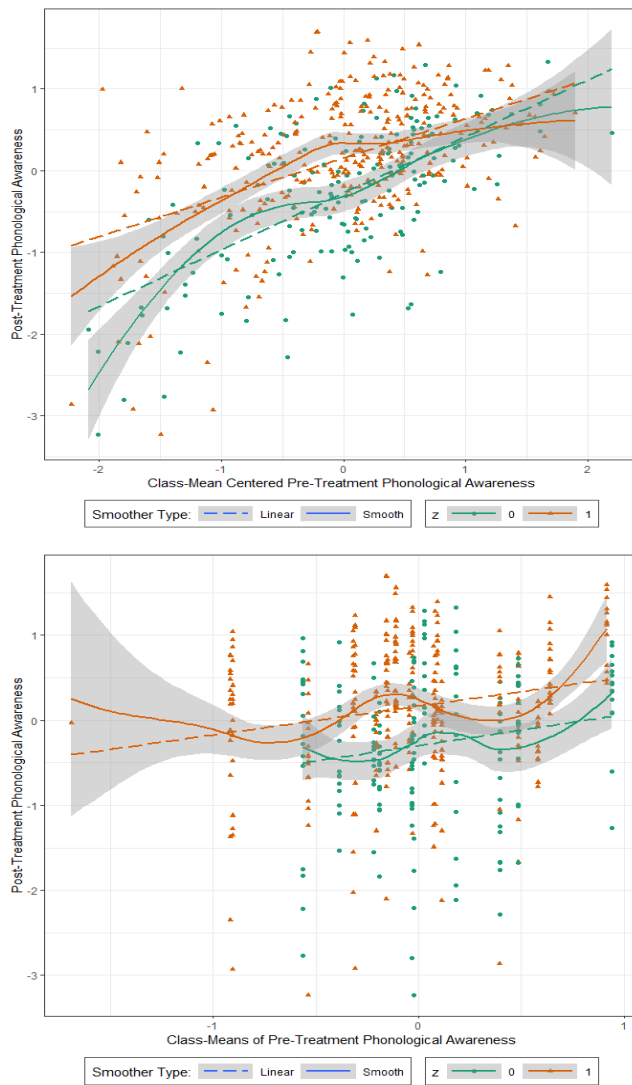 1
0
-1
-2
-3
Post-Treatment Phonological Awareness
-2
-1
0
1
2
Class-Mean Centered Pre-Treatment Phonological Awareness
Smoother Type: Linear Smooth
z 0 1
1
0
-1
-2
-3
Post-Treatment Phonological Awareness
-1
0
1
Class-Means of Pre-Treatment Phonological Awareness
Smoother Type: Linear Smooth
z 0 1